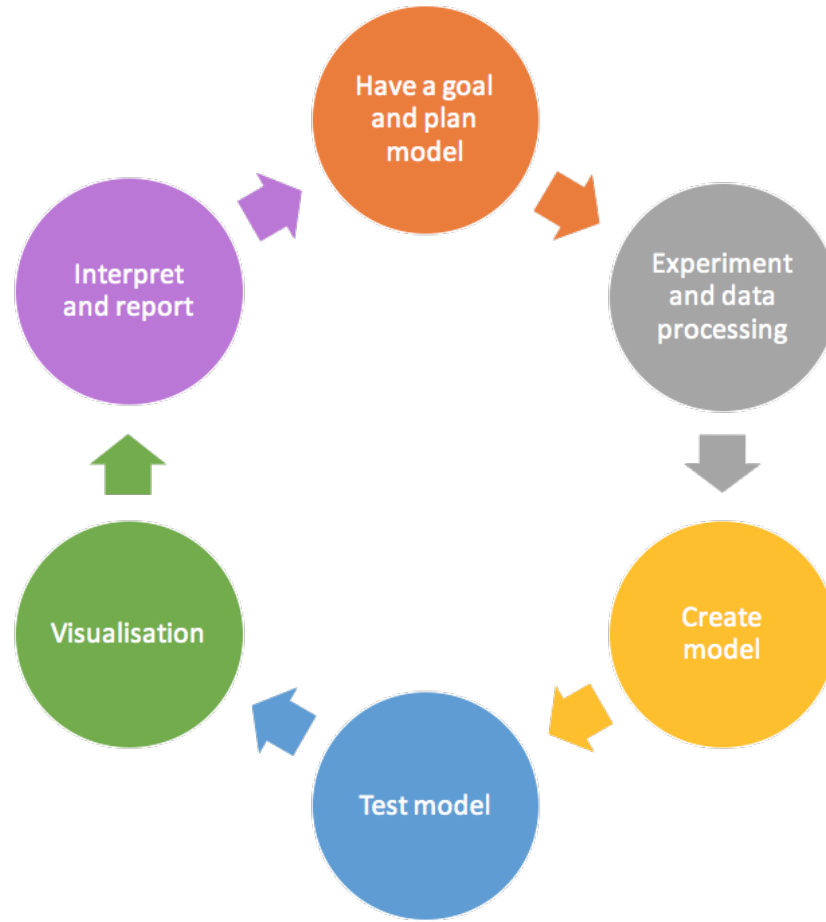 Have a goal
and plan
model
Experiment
and data
processing
Create
model
Test model
Visualisation
Interpret
and report